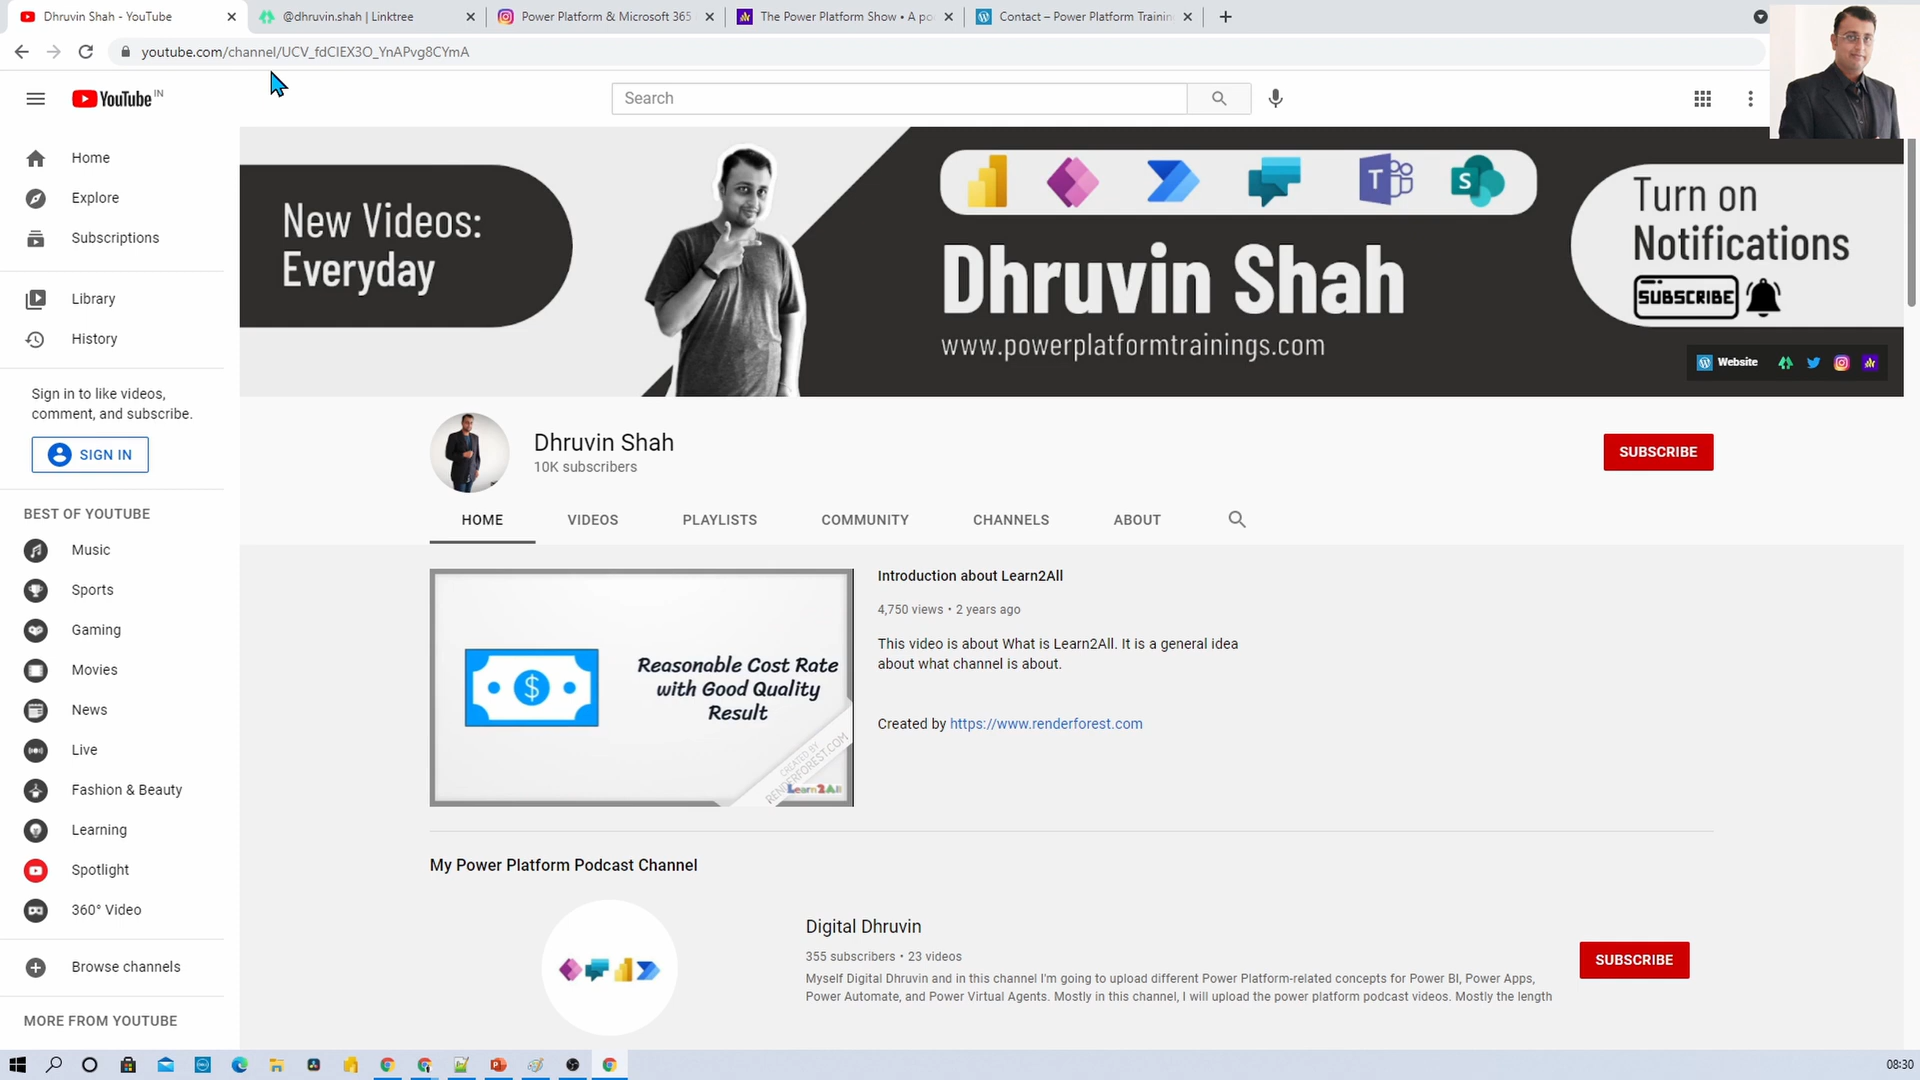 Dhruvin Shah - YouTube
@dhruvin.shah | Linktree
Power Platform & Microsoft 365
The Power Platform Show • A po
Contact – Power Platform Trainin
youtube.com/channel/UCV_fdCIEX3O_YnAPvg8CYmA
YouTube IN
Search
Home
Explore
Subscriptions
Library
History
Sign in to like videos,
comment, and subscribe.
SIGN IN
BEST OF YOUTUBE
Music
Sports
Gaming
Movies
News
Live
Fashion & Beauty
Learning
Spotlight
360° Video
Browse channels
MORE FROM YOUTUBE
New Videos:
Everyday
Dhruvin Shah
www.powerplatformtrainings.com
Turn on
Notifications
SUBSCRIBE
Website
Dhruvin Shah
10K subscribers
SUBSCRIBE
HOME
VIDEOS
PLAYLISTS
COMMUNITY
CHANNELS
ABOUT
Reasonable Cost Rate
with Good Quality
Result
CREATED BY
RENDERFOREST.COM
Learn2All
Introduction about Learn2All
4,750 views • 2 years ago
This video is about What is Learn2All. It is a general idea
about what channel is about.
Created by https://www.renderforest.com
My Power Platform Podcast Channel
Digital Dhruvin
355 subscribers • 23 videos
Myself Digital Dhruvin and in this channel I'm going to upload different Power Platform-related concepts for Power BI, Power Apps,
Power Automate, and Power Virtual Agents. Mostly in this channel, I will upload the power platform podcast videos. Mostly the length
SUBSCRIBE
08:30